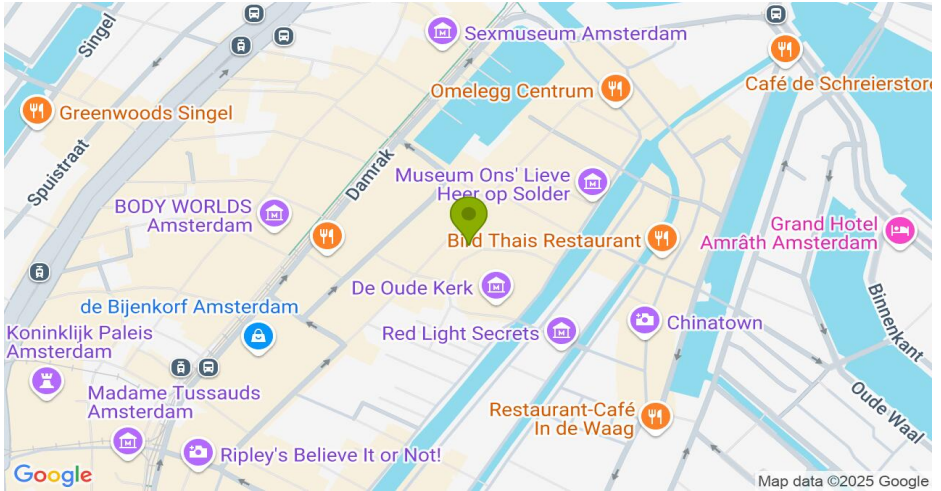 Singel
Sexmuseum Amsterdam
Omelegg Centrum
Café de Schreierstore
Greenwoods Singel
Spuistraat
Damrak
Museum Ons' Lieve
Heer op Solder
BODY WORLDS
Amsterdam
Bird Thais Restaurant
Grand Hotel
Amrâth Amsterdam
De Oude Kerk
de Bijenkorf Amsterdam
Red Light Secrets
Chinatown
Binnenkant
Koninklijk Paleis
Amsterdam
Madame Tussauds
Amsterdam
Restaurant-Café
In de Waag
Oude Waal
Ripley's Believe It or Not!
Google
Map data ©2025 Google